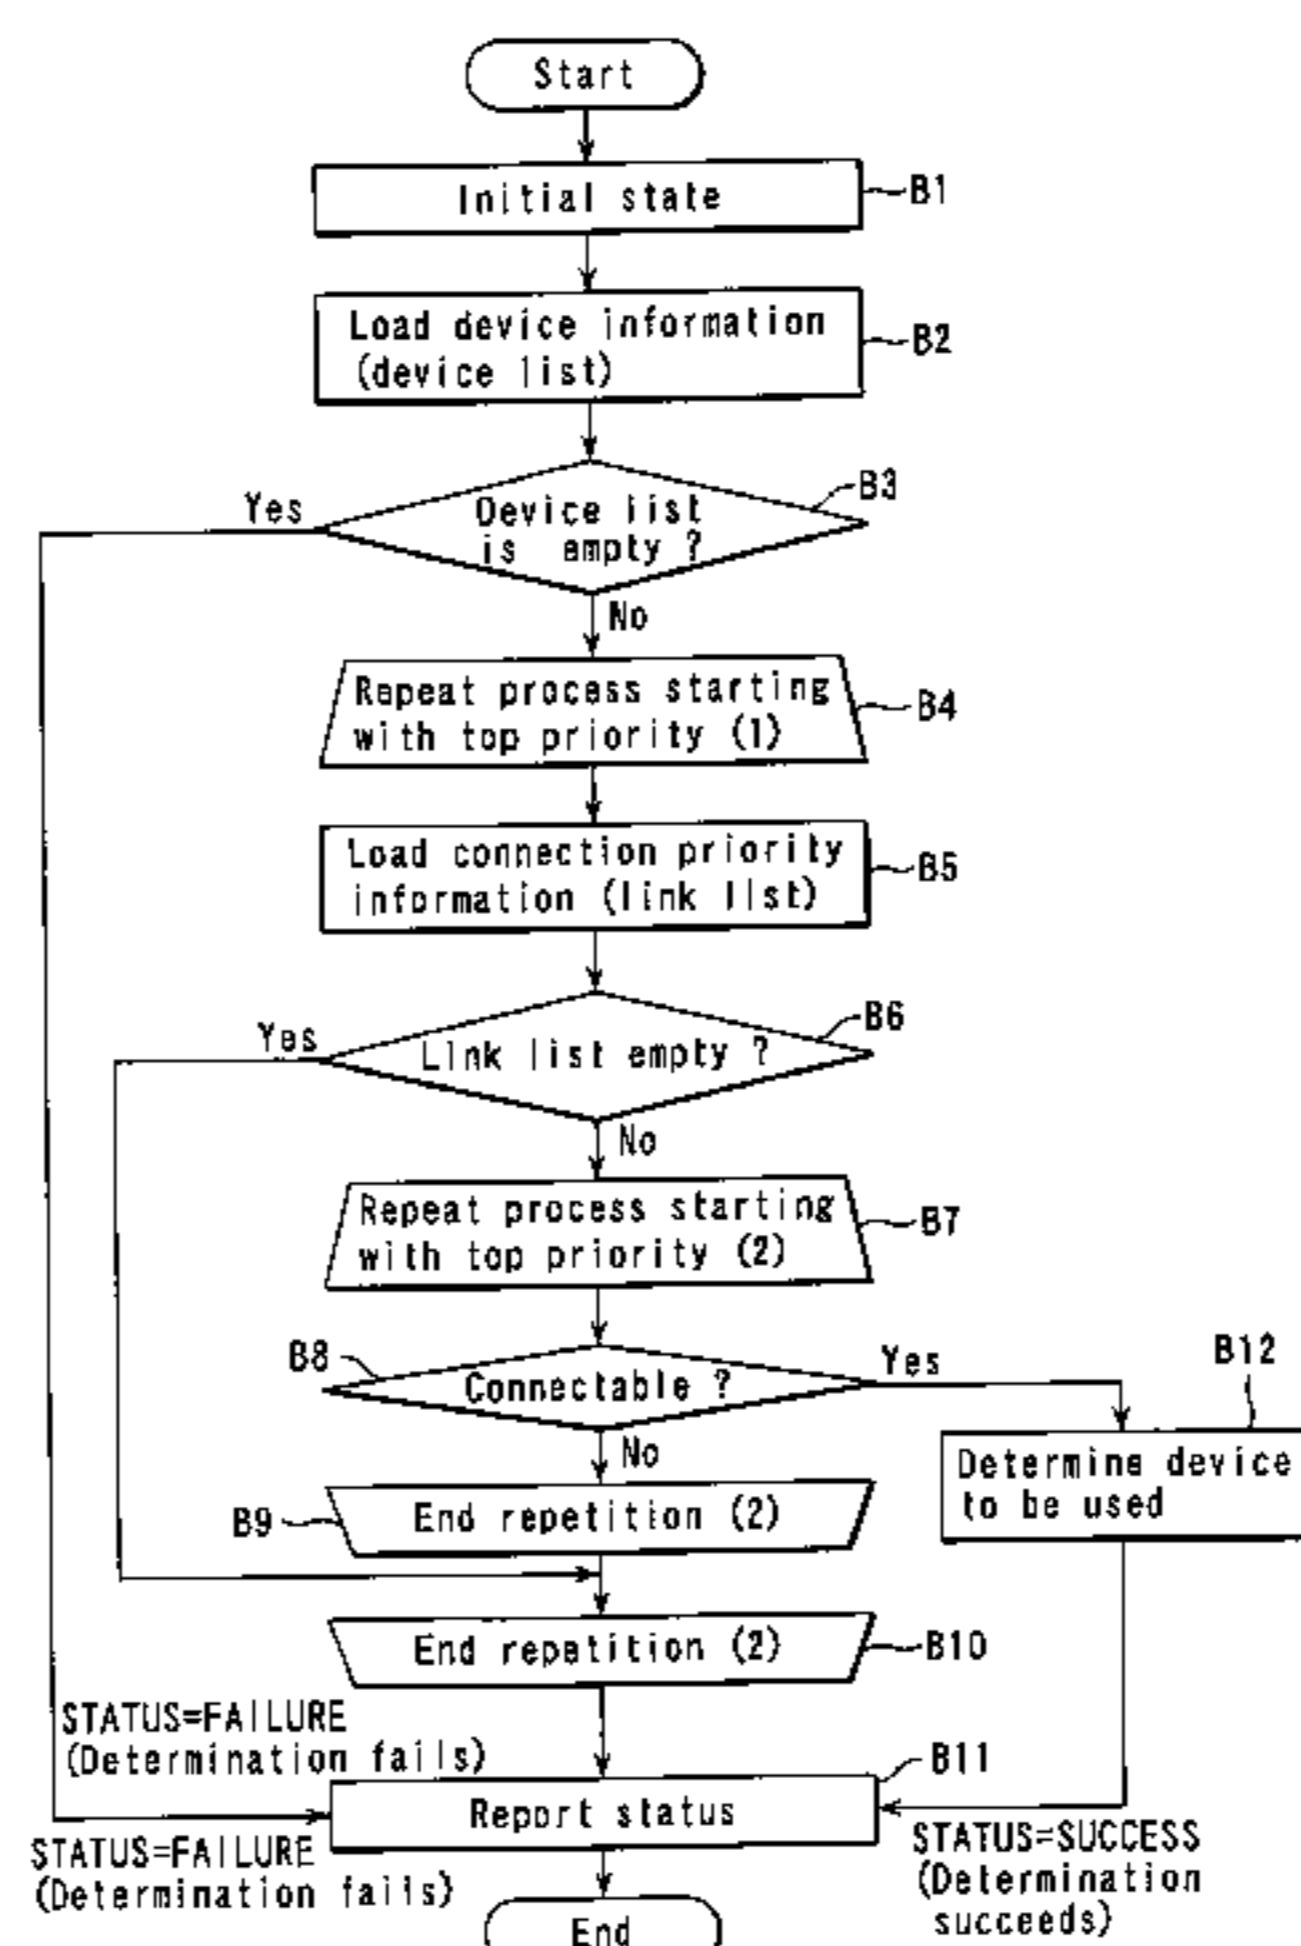 Start
Initial state
B1
Load device information
(device list)
B2
Device list
is empty ?
B3
Yes
No
Repeat process starting
with top priority (1)
B4
Load connection priority
information (link list)
B5
Link list empty ?
B6
Yes
No
Repeat process starting
with top priority (2)
B7
B8
Connectable ?
Yes
B12
No
Determine device
to be used
B9
End repetition (2)
End repetition (2)
B10
STATUS=FAILURE
(Determination fails)
B11
Report status
STATUS=FAILURE
(Determination fails)
STATUS=SUCCESS
(Determination
succeeds)
End